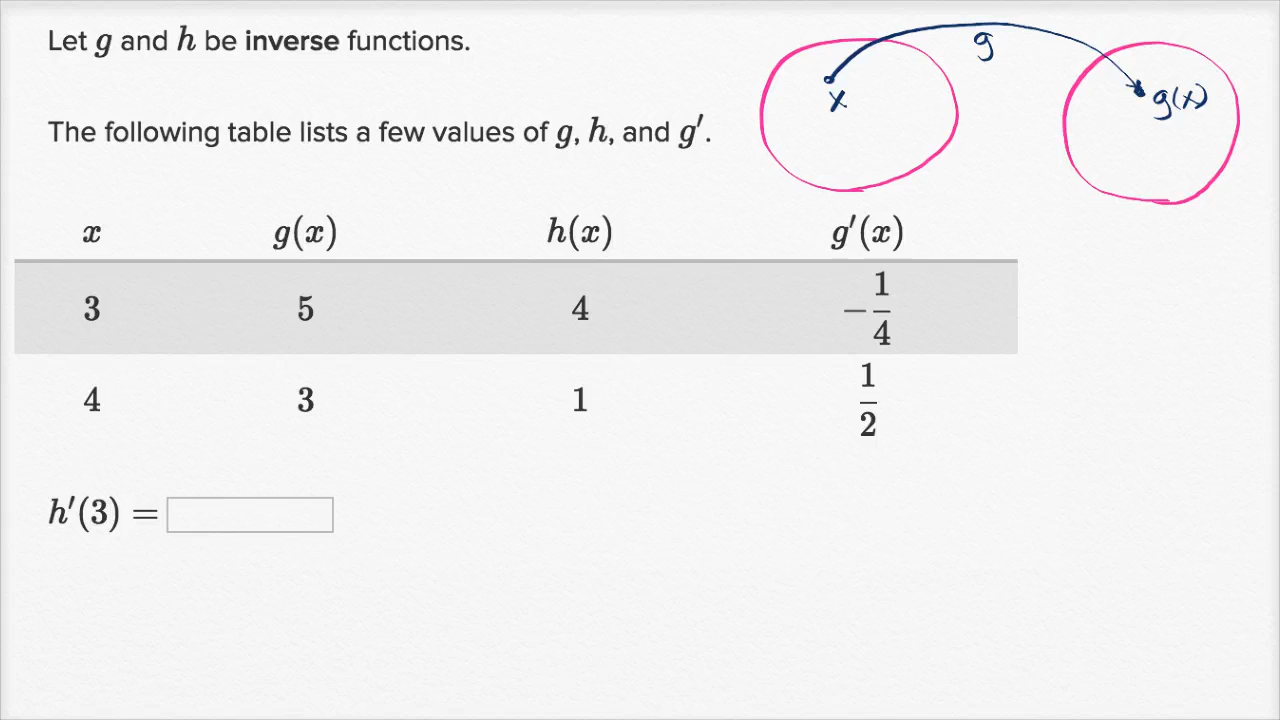 Let g and h be inverse functions.
g
x
g(x)
The following table lists a few values of g, h, and g′.
x g(x) h(x) g′(x)
3 5 4 −1/4
4 3 1 1/2
h′(3) =